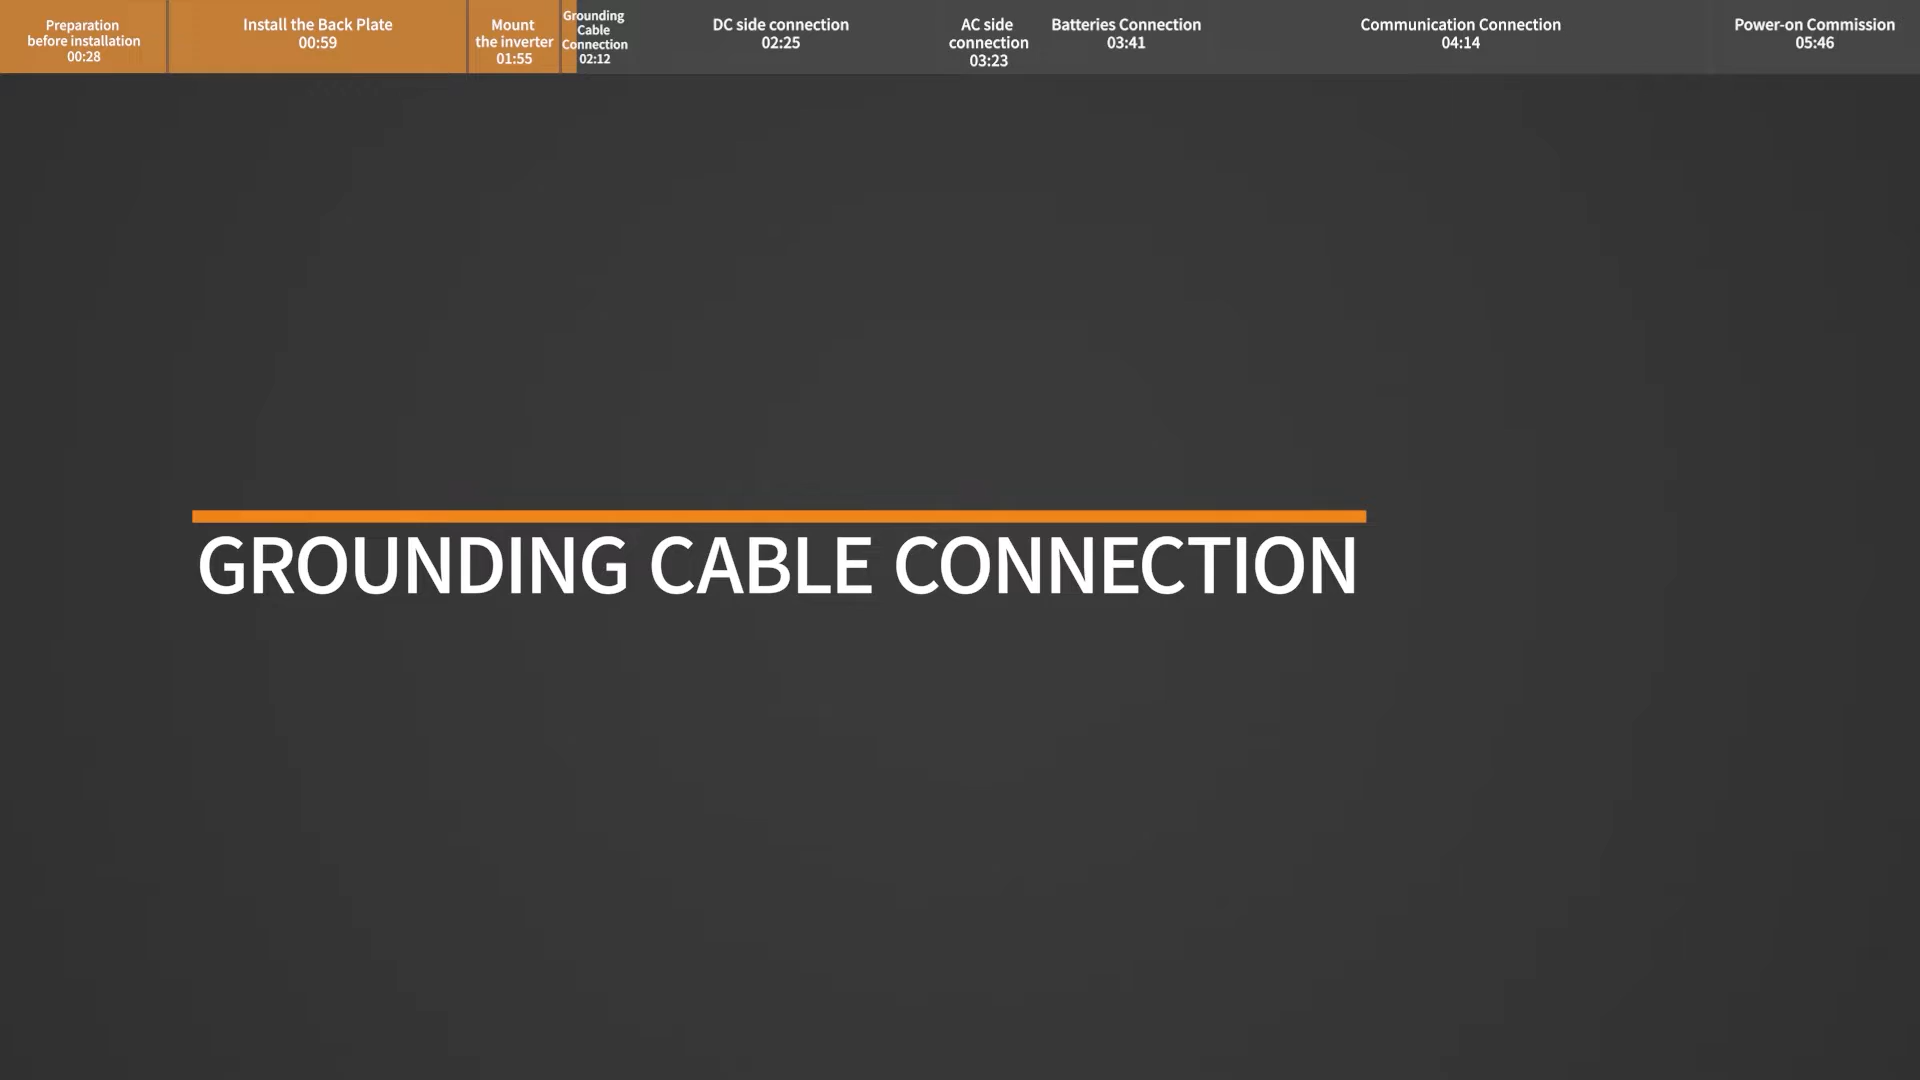 Preparation
before installation
00:28
Install the Back Plate
00:59
Mount
the inverter
01:55
Grounding
Cable
Connection
02:12
DC side connection
02:25
AC side
connection
03:23
Batteries Connection
03:41
Communication Connection
04:14
Power-on Commission
05:46
GROUNDING CABLE CONNECTION